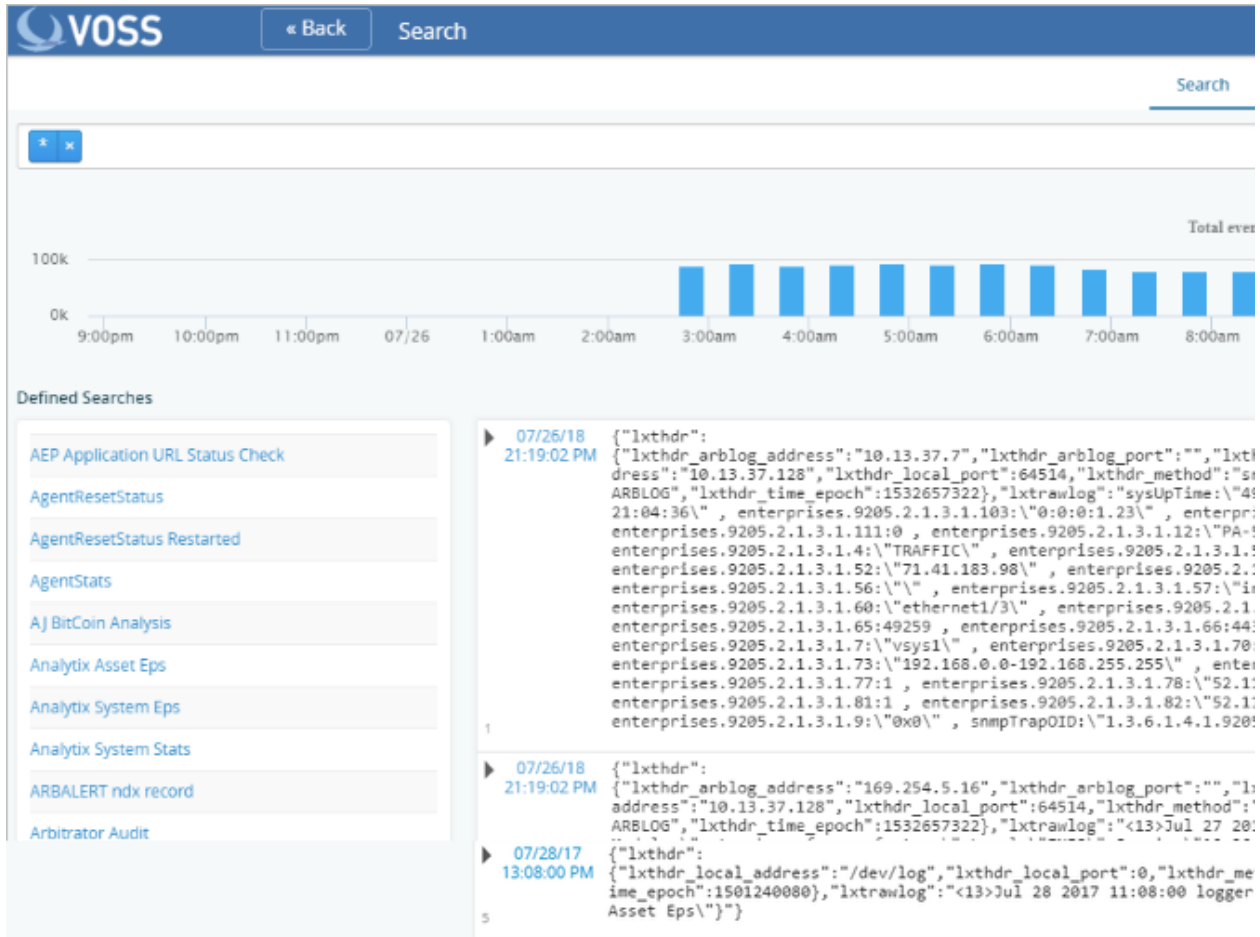 VOSS
« Back
Search
Search
* ×
Total even
100k
0k
9:00pm 10:00pm 11:00pm 07/26 1:00am 2:00am 3:00am 4:00am 5:00am 6:00am 7:00am 8:00am
Defined Searches
AEP Application URL Status Check
AgentResetStatus
AgentResetStatus Restarted
AgentStats
AJ BitCoin Analysis
Analytix Asset Eps
Analytix System Eps
Analytix System Stats
ARBALERT ndx record
Arbitrator Audit
07/26/18
21:19:02 PM
{"lxthdr":
{"lxthdr_arblog_address":"10.13.37.7","lxthdr_arblog_port":"","lxth
dress":"10.13.37.128","lxthdr_local_port":64514,"lxthdr_method":"sn
ARBLOG","lxthdr_time_epoch":1532657322},"lxtrawlog":"sysUpTime:\"49
21:04:36\" , enterprises.9205.2.1.3.1.103:\"0:0:0:1.23\" , enterpri
enterprises.9205.2.1.3.1.111:0 , enterprises.9205.2.1.3.1.12:\"PA-5
enterprises.9205.2.1.3.1.4:\"TRAFFIC\" , enterprises.9205.2.1.3.1.5
enterprises.9205.2.1.3.1.52:\"71.41.183.98\" , enterprises.9205.2.1
enterprises.9205.2.1.3.1.56:\"\" , enterprises.9205.2.1.3.1.57:\"in
enterprises.9205.2.1.3.1.60:\"ethernet1/3\" , enterprises.9205.2.1.
enterprises.9205.2.1.3.1.65:49259 , enterprises.9205.2.1.3.1.66:443
enterprises.9205.2.1.3.1.7:\"vsys1\" , enterprises.9205.2.1.3.1.70:
enterprises.9205.2.1.3.1.73:\"192.168.0.0-192.168.255.255\" , enter
enterprises.9205.2.1.3.1.77:1 , enterprises.9205.2.1.3.1.78:\"52.11
enterprises.9205.2.1.3.1.81:1 , enterprises.9205.2.1.3.1.82:\"52.11
enterprises.9205.2.1.3.1.9:\"0x0\" , snmpTrapOID:\"1.3.6.1.4.1.9205
1
07/26/18
21:19:02 PM
{"lxthdr":
{"lxthdr_arblog_address":"169.254.5.16","lxthdr_arblog_port":"","lx
address":"10.13.37.128","lxthdr_local_port":64514,"lxthdr_method":"
ARBLOG","lxthdr_time_epoch":1532657322},"lxtrawlog":"<13>Jul 27 201
07/28/17
13:08:00 PM
{"lxthdr":
{"lxthdr_local_address":"/dev/log","lxthdr_local_port":0,"lxthdr_me
ime_epoch":1501240080},"lxtrawlog":"<13>Jul 28 2017 11:08:00 logger
Asset Eps\"}"}
5